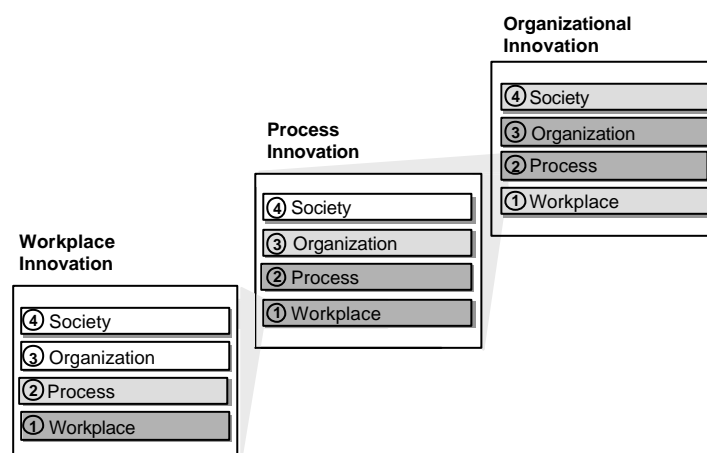 Organizational
Innovation
④ Society
③ Organization
② Process
① Workplace
Process
Innovation
④ Society
③ Organization
② Process
① Workplace
Workplace
Innovation
④ Society
③ Organization
② Process
① Workplace